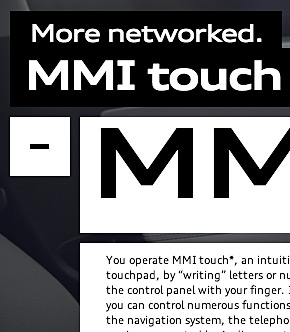 More networked.
MMI touch
-
MM
You operate MMI touch*, an intuiti
touchpad, by “writing” letters or nu
the control panel with your finger.
you can control numerous functions
the navigation system, the telepho